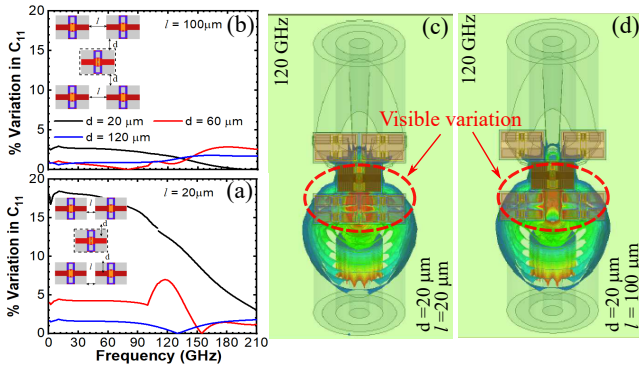 (b)
l = 100μm
l
d
d
l
d = 20 μm
d = 60 μm
d = 120 μm
% Variation in C11
20
15
10
5
0
(a)
l = 20μm
l
d
d
l
% Variation in C11
20
15
10
5
0
0 30 60 90 120 150 180 210
Frequency (GHz)
(c)
120 GHz
d=20 μm
l=20 μm
(d)
120 GHz
d=20 μm
l = 100 μm
Visible variation